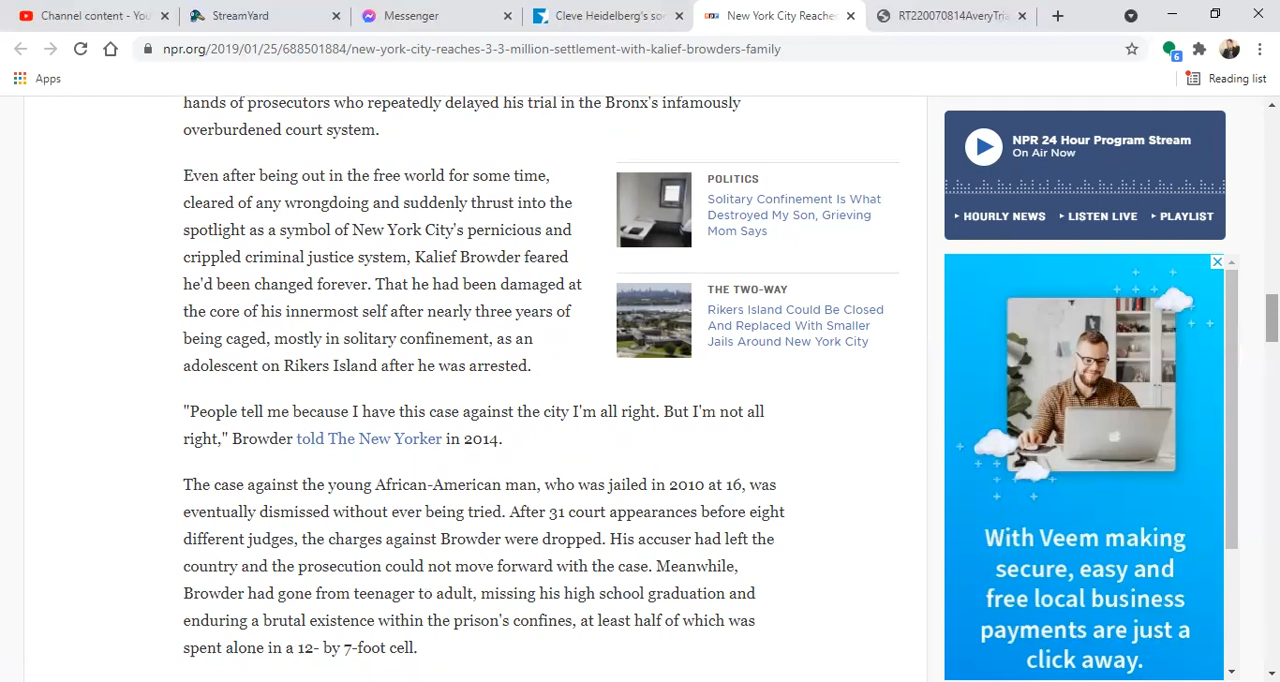 Channel content - You
StreamYard
Messenger
Cleve Heidelberg's so
New York City Reache
RT220070814AveryTria
npr.org/2019/01/25/688501884/new-york-city-reaches-3-3-million-settlement-with-kalief-browders-family
6
Apps
Reading list
hands of prosecutors who repeatedly delayed his trial in the Bronx's infamously
overburdened court system.
Even after being out in the free world for some time,
cleared of any wrongdoing and suddenly thrust into the
spotlight as a symbol of New York City's pernicious and
crippled criminal justice system, Kalief Browder feared
he'd been changed forever. That he had been damaged at
the core of his innermost self after nearly three years of
being caged, mostly in solitary confinement, as an
adolescent on Rikers Island after he was arrested.
POLITICS
Solitary Confinement Is What
Destroyed My Son, Grieving
Mom Says
THE TWO-WAY
Rikers Island Could Be Closed
And Replaced With Smaller
Jails Around New York City
"People tell me because I have this case against the city I'm all right. But I'm not all
right," Browder told The New Yorker in 2014.
The case against the young African-American man, who was jailed in 2010 at 16, was
eventually dismissed without ever being tried. After 31 court appearances before eight
different judges, the charges against Browder were dropped. His accuser had left the
country and the prosecution could not move forward with the case. Meanwhile,
Browder had gone from teenager to adult, missing his high school graduation and
enduring a brutal existence within the prison's confines, at least half of which was
spent alone in a 12- by 7-foot cell.
NPR 24 Hour Program Stream
On Air Now
HOURLY NEWS
LISTEN LIVE
PLAYLIST
With Veem making
secure, easy and
free local business
payments are just a
click away.